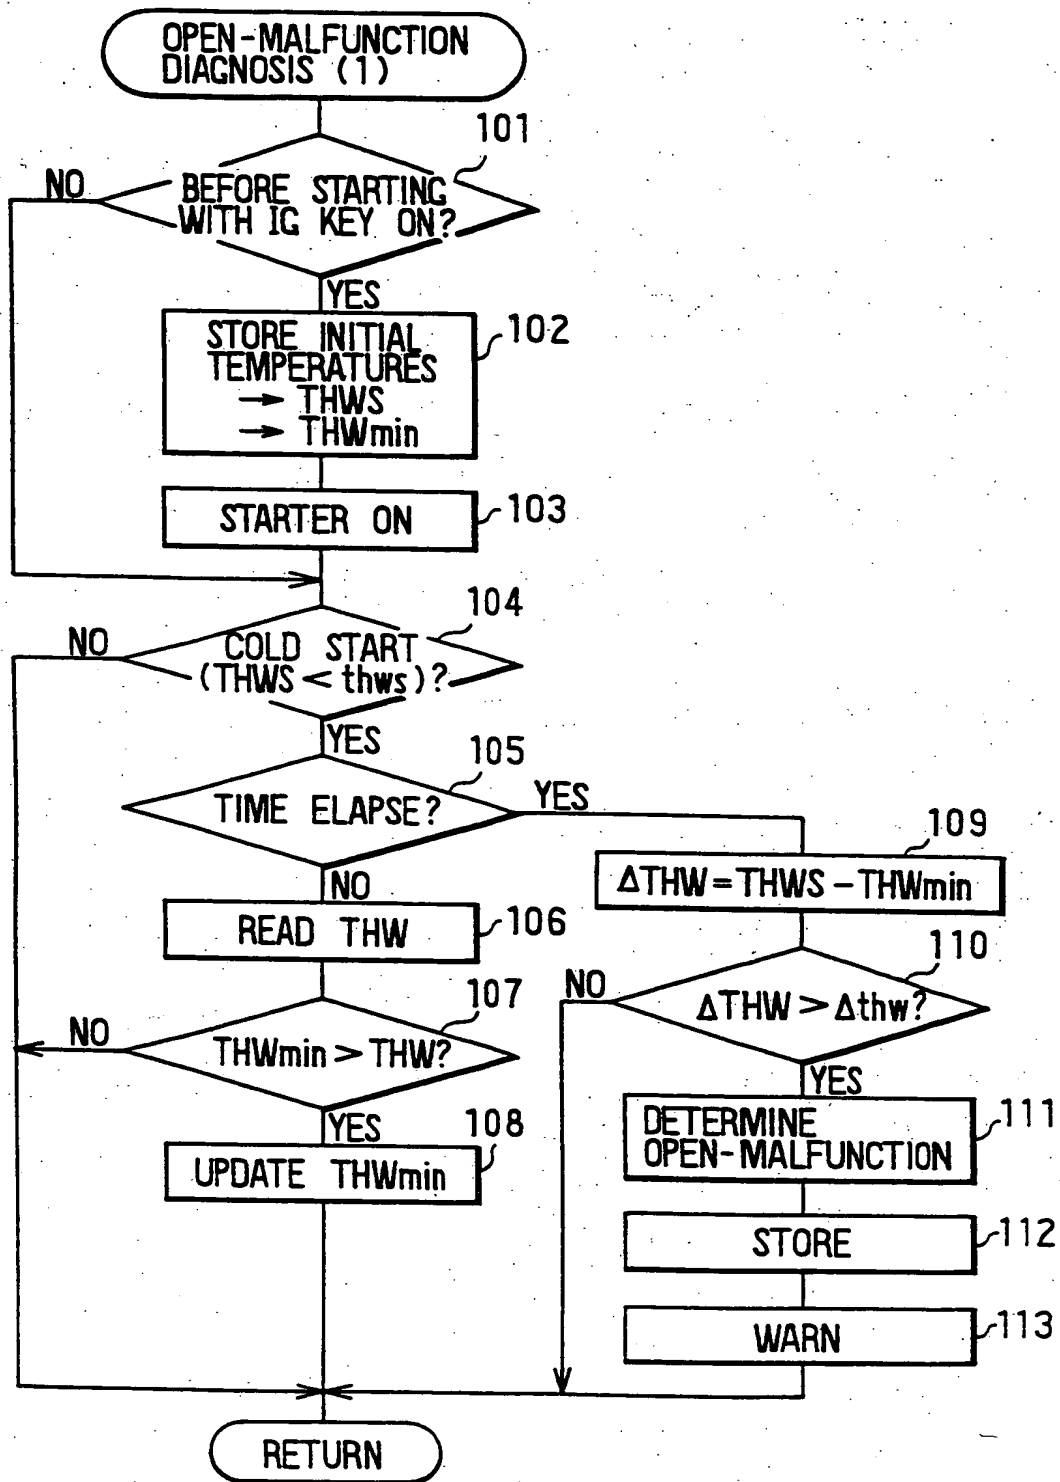 OPEN-MALFUNCTION
DIAGNOSIS (1)
101
NO
BEFORE STARTING
WITH IG KEY ON?
YES
STORE INITIAL
TEMPERATURES
→ THWS
→ THWmin
102
STARTER ON
103
104
NO
COLD START
(THWS < thws)?
YES
105
TIME ELAPSE?
YES
109
NO
ΔTHW=THWS-THWmin
READ THW
106
110
NO
ΔTHW > Δthw?
107
NO
THWmin > THW?
YES
YES
108
DETERMINE
OPEN-MALFUNCTION
111
UPDATE THWmin
STORE
112
WARN
113
RETURN